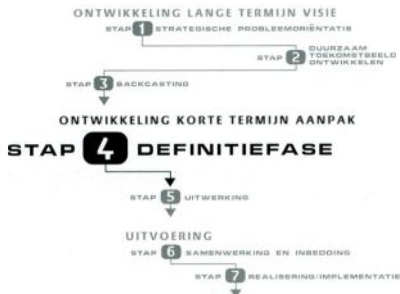 ONTWIKKELING LANGE TERMIJN VISIE
STAP 1 STRATEGISCHE PROBLEEMORIËNTATIE
STAP 2 DUURZAAM TOEKOMSTBEELD ONTWIKKELEN
STAP 3 BACKCASTING
ONTWIKKELING KORTE TERMIJN AANPAK
STAP 4 DEFINITIEFASE
STAP 5 UITWERKING
UITVOERING
STAP 6 SAMENWERKING EN INBEDDING
STAP 7 REALISERING/IMPLEMENTATIE